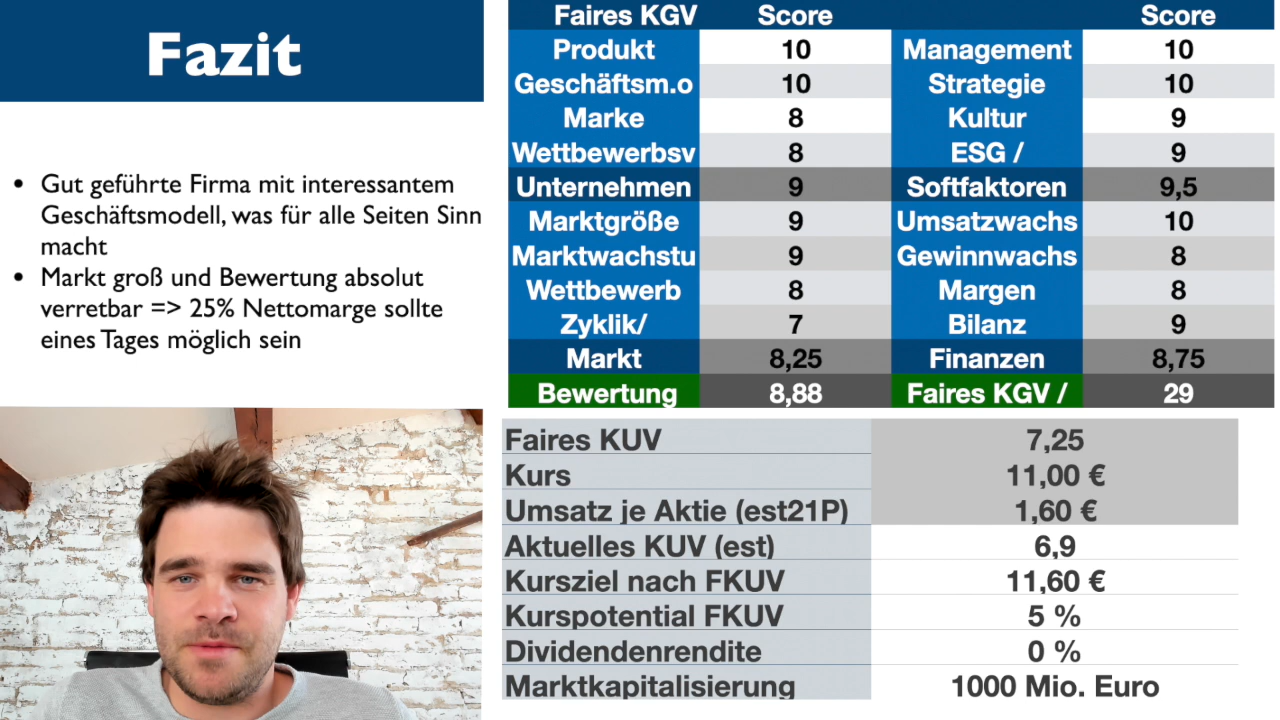 Fazit
• Gut geführte Firma mit interessantem
Geschäftsmodell, was für alle Seiten Sinn
macht
• Markt groß und Bewertung absolut
verretbar => 25% Nettomarge sollte
eines Tages möglich sein
Faires KGV Score Score
Produkt 10 Management 10
Geschäftsm.o 10 Strategie 10
Marke 8 Kultur 9
Wettbewerbsv 8 ESG / 9
Unternehmen 9 Softfaktoren 9,5
Marktgröße 9 Umsatzwachs 10
Marktwachstu 9 Gewinnwachs 8
Wettbewerb 8 Margen 8
Zyklik/ 7 Bilanz 9
Markt 8,25 Finanzen 8,75
Bewertung 8,88 Faires KGV / 29
Faires KUV 7,25
Kurs 11,00 €
Umsatz je Aktie (est21P) 1,60 €
Aktuelles KUV (est) 6,9
Kursziel nach FKUV 11,60 €
Kurspotential FKUV 5 %
Dividendenrendite 0 %
Marktkapitalisierung 1000 Mio. Euro